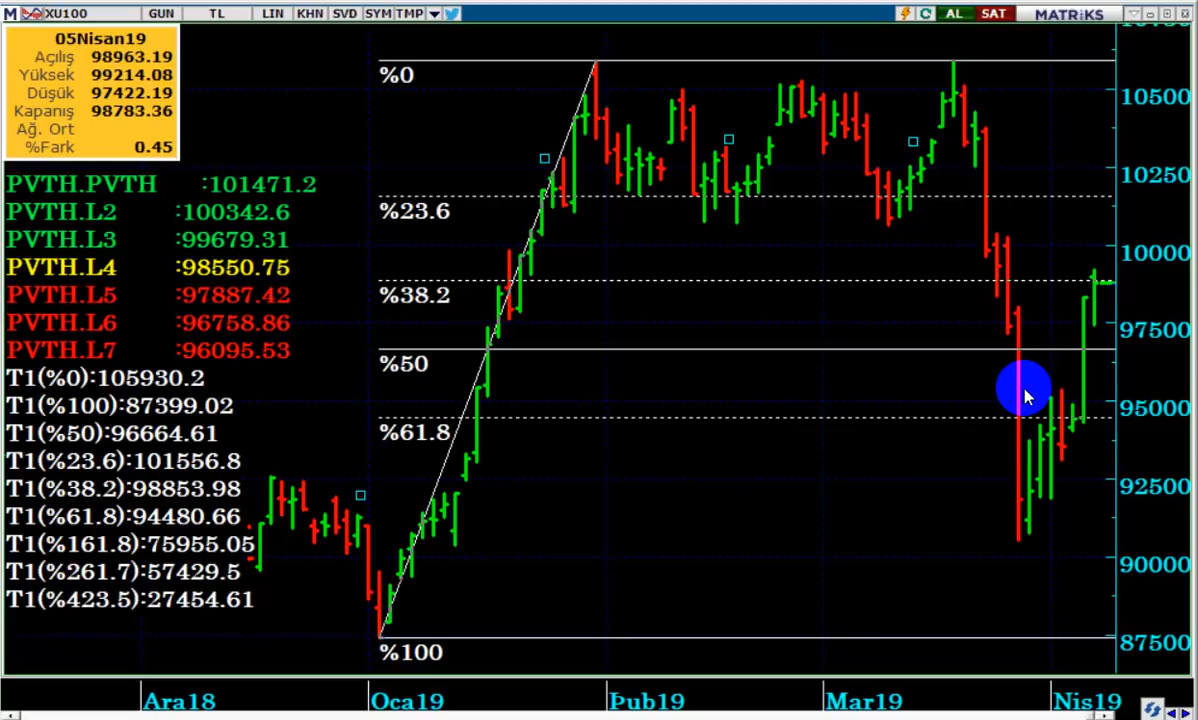 M XU100 GUN TL LIN KHN SVD SYM TMP AL SAT MATRiKS
05Nisan19
Açılış 98963.19
Yüksek 99214.08
Düşük 97422.19
Kapanış 98783.36
Ağ. Ort
%Fark 0.45
PVTH.PVTH :101471.2
PVTH.L2 :100342.6
PVTH.L3 :99679.31
PVTH.L4 :98550.75
PVTH.L5 :97887.42
PVTH.L6 :96758.86
PVTH.L7 :96095.53
T1(%0):105930.2
T1(%100):87399.02
T1(%50):96664.61
T1(%23.6):101556.8
T1(%38.2):98853.98
T1(%61.8):94480.66
T1(%161.8):75955.05
T1(%261.7):57429.5
T1(%423.5):27454.61
%0
%23.6
%38.2
%50
%61.8
%100
10500
10250
10000
97500
95000
92500
90000
87500
Ara18 Oca19 Þub19 Mar19 Nis19